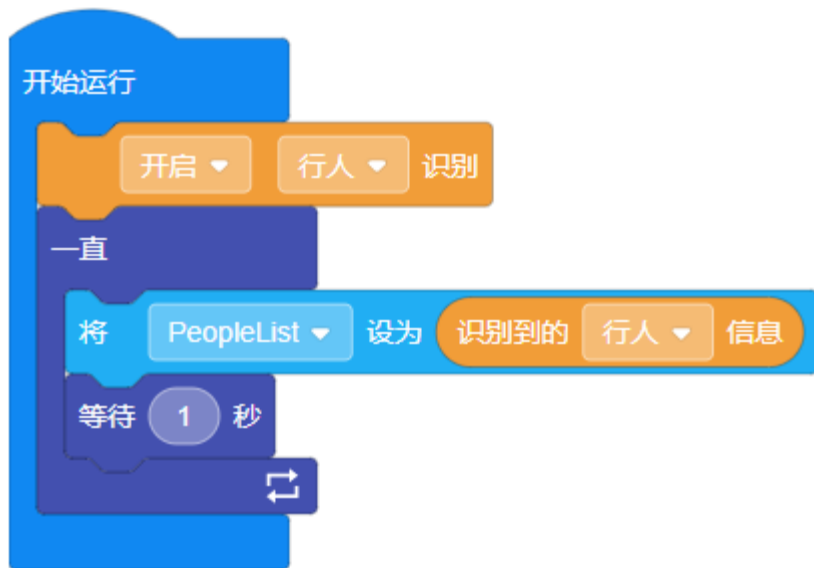 开始运行
开启 行人 识别
一直
将 PeopleList 设为 识别到的 行人 信息
等待 1 秒